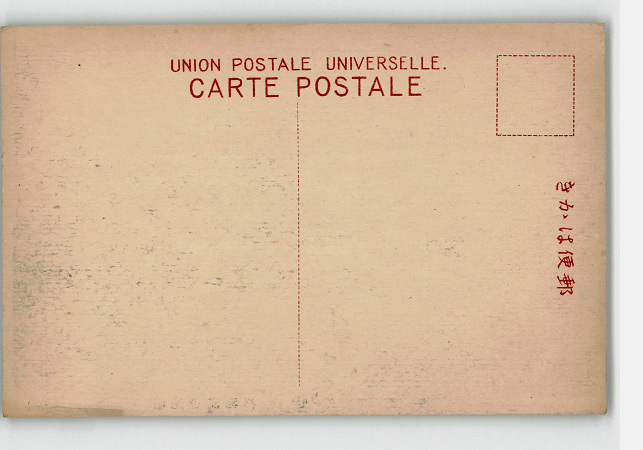 UNION POSTALE UNIVERSELLE.
CARTE POSTALE
きかは便郵